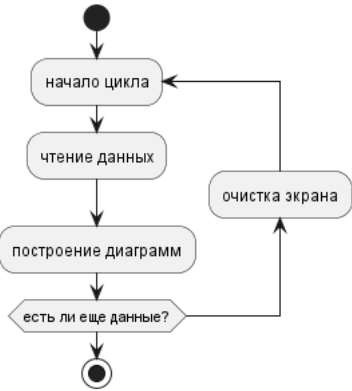 начало цикла
чтение данных
очистка экрана
построение диаграмм
есть ли еще данные?